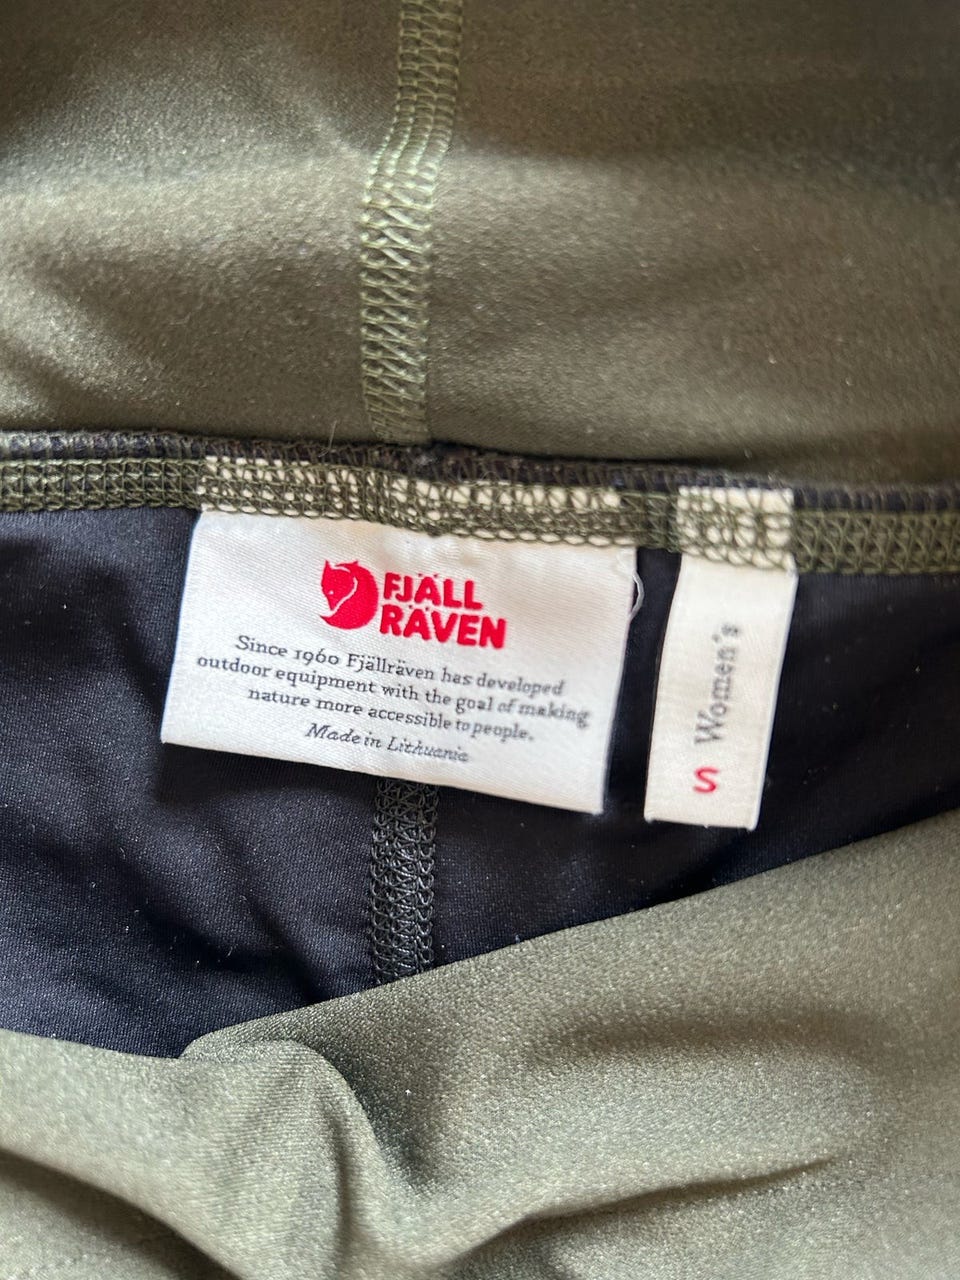 FJÄLL
RÄVEN
Since 1960 Fjällräven has developed
outdoor equipment with the goal of making
nature more accessible to people.
Made in Lithuania
S Women's